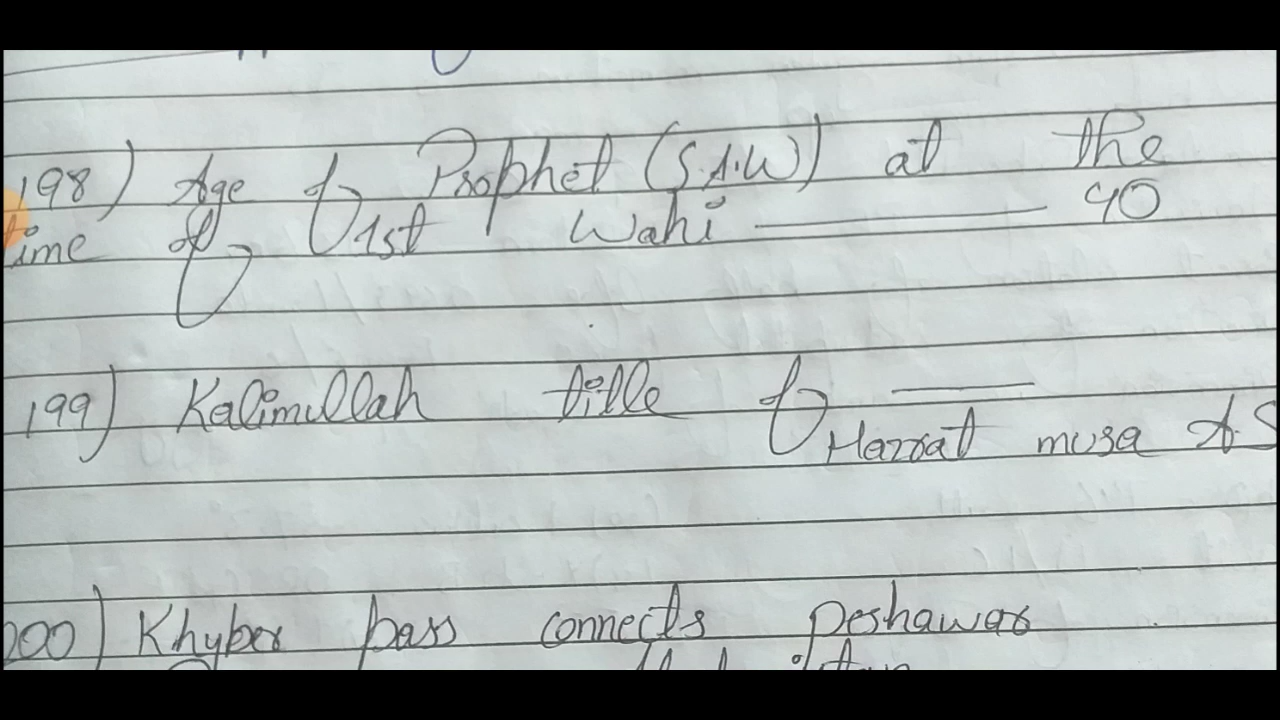 198) Age of Prophet (S.A.W) at the
time of 1st Wahi — 40
199) Kalimullah title of —
Hazrat musa A.S
200) Khyber pass connects Peshawar